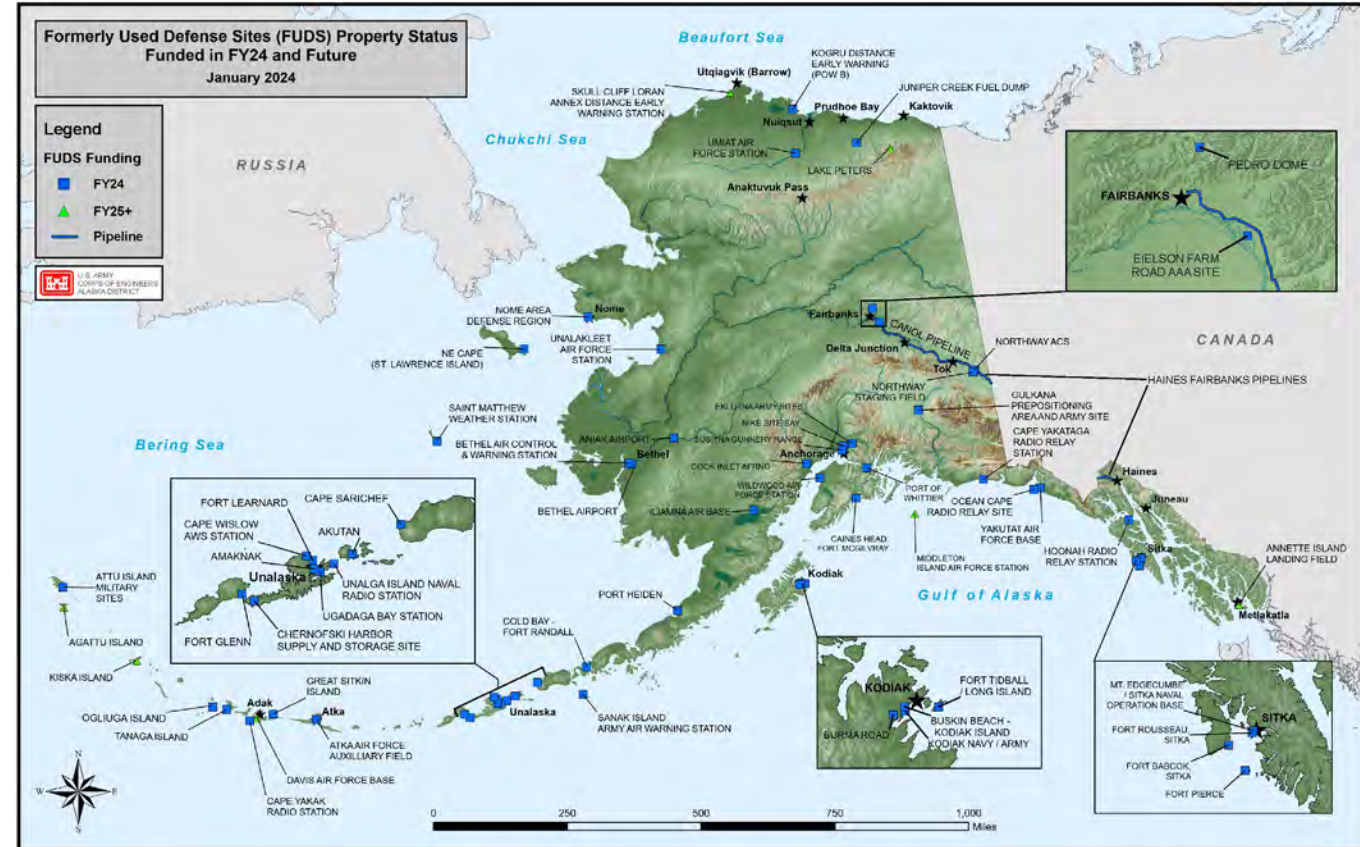 Formerly Used Defense Sites (FUDS) Property Status
Funded in FY24 and Future
January 2024
Legend
FUDS Funding
FY24
FY25+
Pipeline
U.S. ARMY
CORPS OF ENGINEERS
ALASKA DISTRICT
Beaufort Sea
Chukchi Sea
RUSSIA
CANADA
Bering Sea
Gulf of Alaska
Utqiagvik (Barrow)
SKULL CLIFF LORAN
ANNEX DISTANCE EARLY
WARNING STATION
KOGRU DISTANCE
EARLY WARNING
(POW B)
JUNIPER CREEK FUEL DUMP
Prudhoe Bay
Kaktovik
Nuiqsut
UMIAT AIR
FORCE STATION
LAKE PETERS
Anaktuvuk Pass
PEDRO DOME
FAIRBANKS
EIELSON FARM
ROAD AAA SITE
NOME AREA
DEFENSE REGION
Nome
NE CAPE
(ST. LAWRENCE ISLAND)
UNALAKLEET
AIR FORCE
STATION
Fairbanks
CANOL PIPELINE
Delta Junction
Tok
NORTHWAY ACS
NORTHWAY
STAGING FIELD
HAINES FAIRBANKS PIPELINES
GULKANA
PREPOSITIONING
AREA AND ARMY SITE
CAPE YAKATAGA
RADIO RELAY
STATION
SAINT MATTHEW
WEATHER STATION
BETHEL AIR CONTROL
& WARNING STATION
ANIAK AIRPORT
Bethel
BETHEL AIRPORT
EKLUTNA ARMY SITES
NIKE SITE BAY
SUSITNA GUNNERY RANGE
Anchorage
COOK INLET AFRNG
WILDWOOD AIR
FORCE STATION
ILIAMNA AIR BASE
PORT OF
WHITTIER
CAINES HEAD
FORT MCGILVRAY
MIDDLETON
ISLAND AIR FORCE STATION
OCEAN CAPE
RADIO RELAY SITE
YAKUTAT AIR
FORCE BASE
Haines
Juneau
HOONAH RADIO
RELAY STATION
Sitka
ANNETTE ISLAND
LANDING FIELD
Metlakatla
FORT LEARNARD
CAPE SARICHEF
CAPE WISLOW
AWS STATION
AKUTAN
AMAKNAK
Unalaska
UNALGA ISLAND NAVAL
RADIO STATION
UGADAGA BAY STATION
FORT GLENN
CHERNOFSKI HARBOR
SUPPLY AND STORAGE SITE
ATTU ISLAND
MILITARY
SITES
AGATTU ISLAND
KISKA ISLAND
OGLIUGA ISLAND
TANAGA ISLAND
Adak
GREAT SITKIN
ISLAND
Atka
ATKA AIR FORCE
AUXILLIARY FIELD
DAVIS AIR FORCE BASE
CAPE YAKAK
RADIO STATION
Unalaska
COLD BAY -
FORT RANDALL
PORT HEIDEN
SANAK ISLAND
ARMY AIR WARNING STATION
Kodiak
KODIAK
FORT TIDBALL
LONG ISLAND
BUSKIN BEACH -
KODIAK ISLAND
KODIAK NAVY / ARMY
BURMA ROAD
MT. EDGECUMBE
/ SITKA NAVAL
OPERATION BASE
SITKA
FORT ROUSSEAU,
SITKA
FORT BABCOK,
SITKA
FORT PIERCE
N
W E
S
0 250 500 750 1,000
Miles